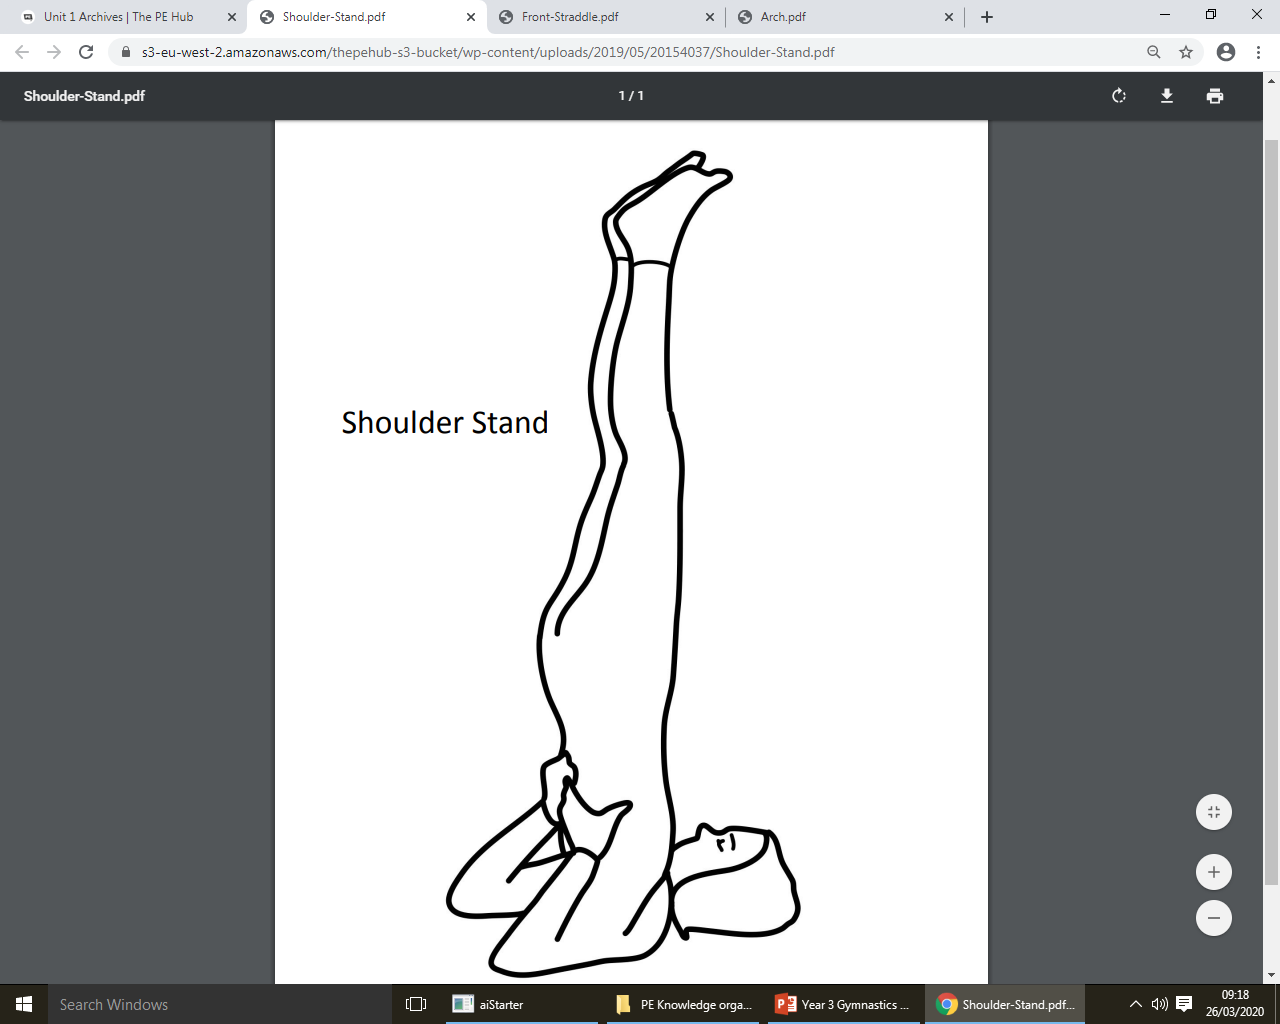 Unit 1 Archives | The PE Hub
Shoulder-Stand.pdf
Front-Straddle.pdf
Arch.pdf
s3-eu-west-2.amazonaws.com/thepehub-s3-bucket/wp-content/uploads/2019/05/20154037/Shoulder-Stand.pdf
Shoulder-Stand.pdf
1 / 1
Shoulder Stand
Search Windows
aiStarter
PE Knowledge orga...
Year 3 Gymnastics ...
Shoulder-Stand.pdf...
09:18
26/03/2020